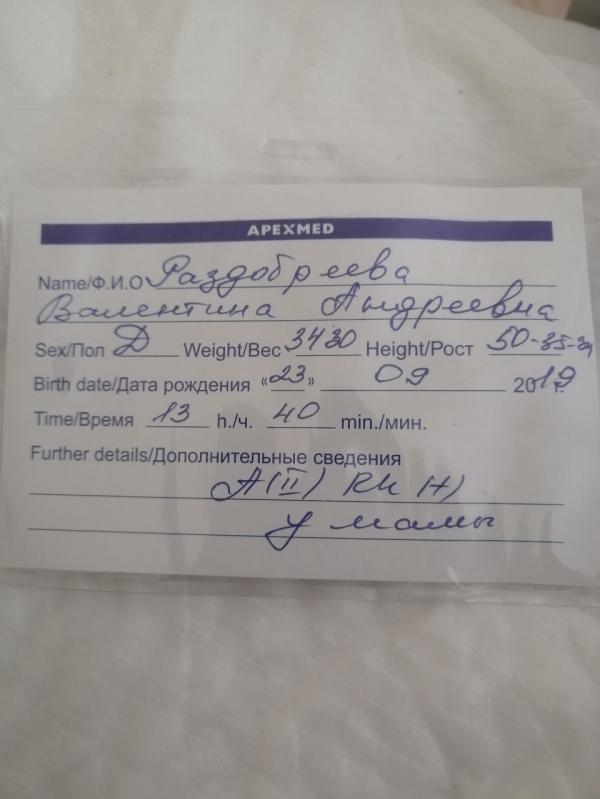 APEXMED
Name/Ф.И.О Раздобреева
Валентина Андреевна
Sex/Пол Д Weight/Вес 3430 Height/Рост 50-35-34
Birth date/Дата рождения «23» 09 2019 г.
Time/Время 13 h./ч. 40 min./мин.
Further details/Дополнительные сведения
A(II) Rh (+)
у мамы